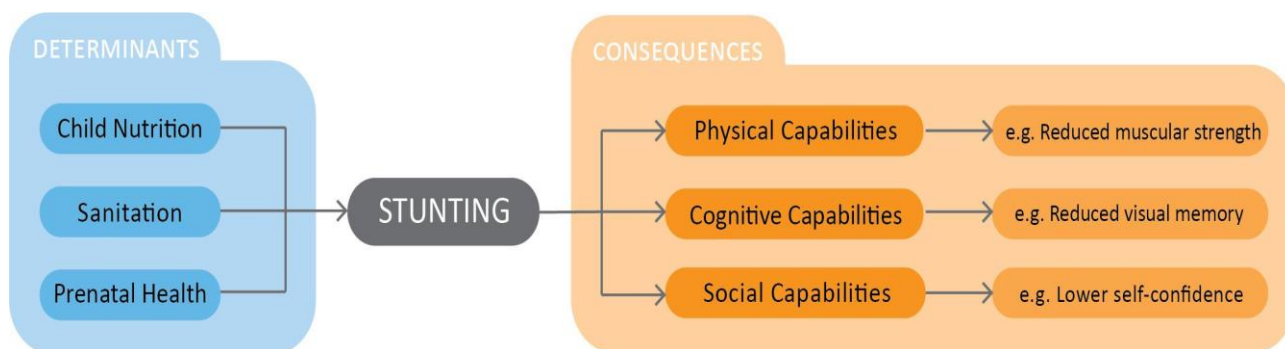 DETERMINANTS
Child Nutrition
Sanitation
Prenatal Health
STUNTING
CONSEQUENCES
Physical Capabilities
e.g. Reduced muscular strength
Cognitive Capabilities
e.g. Reduced visual memory
Social Capabilities
e.g. Lower self-confidence